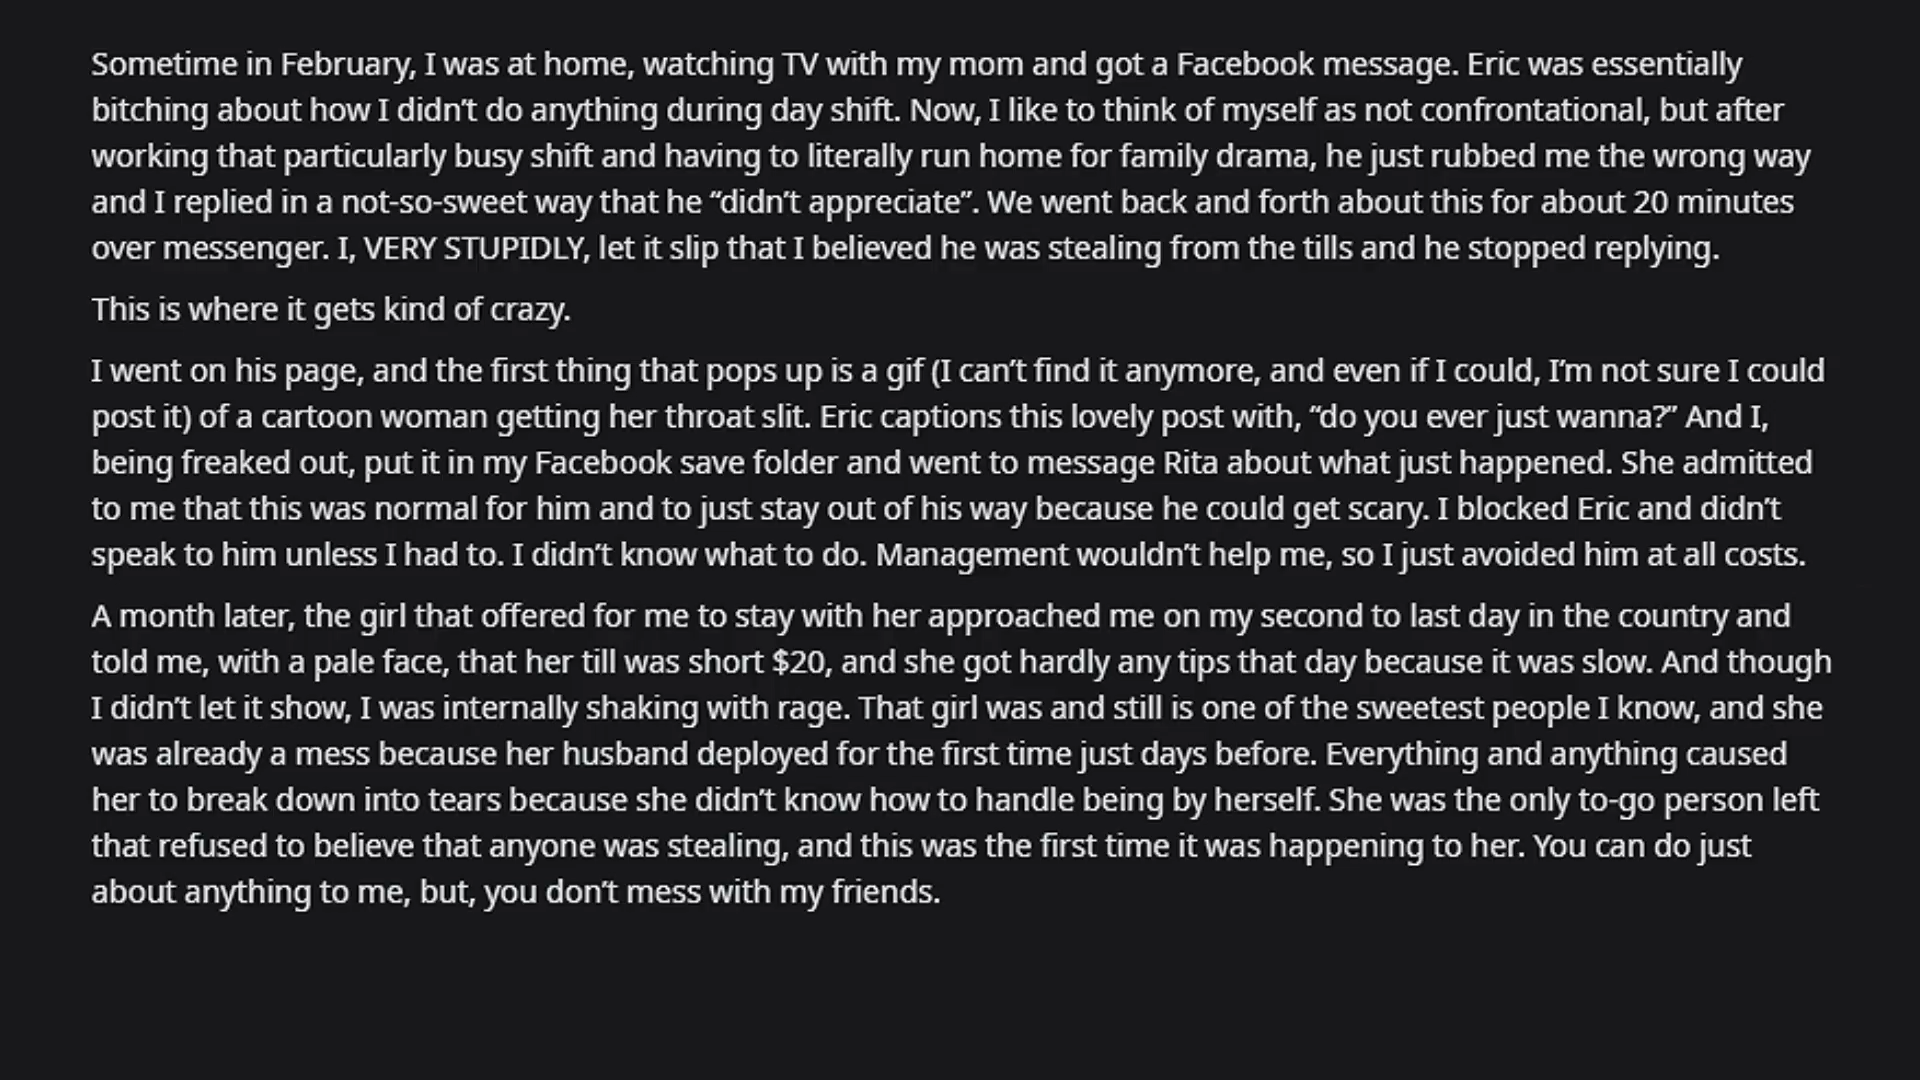 Sometime in February, I was at home, watching TV with my mom and got a Facebook message. Eric was essentially
bitching about how I didn’t do anything during day shift. Now, I like to think of myself as not confrontational, but after
working that particularly busy shift and having to literally run home for family drama, he just rubbed me the wrong way
and I replied in a not-so-sweet way that he “didn’t appreciate”. We went back and forth about this for about 20 minutes
over messenger. I, VERY STUPIDLY, let it slip that I believed he was stealing from the tills and he stopped replying.
This is where it gets kind of crazy.
I went on his page, and the first thing that pops up is a gif (I can’t find it anymore, and even if I could, I’m not sure I could
post it) of a cartoon woman getting her throat slit. Eric captions this lovely post with, “do you ever just wanna?” And I,
being freaked out, put it in my Facebook save folder and went to message Rita about what just happened. She admitted
to me that this was normal for him and to just stay out of his way because he could get scary. I blocked Eric and didn’t
speak to him unless I had to. I didn’t know what to do. Management wouldn’t help me, so I just avoided him at all costs.
A month later, the girl that offered for me to stay with her approached me on my second to last day in the country and
told me, with a pale face, that her till was short $20, and she got hardly any tips that day because it was slow. And though
I didn’t let it show, I was internally shaking with rage. That girl was and still is one of the sweetest people I know, and she
was already a mess because her husband deployed for the first time just days before. Everything and anything caused
her to break down into tears because she didn’t know how to handle being by herself. She was the only to-go person left
that refused to believe that anyone was stealing, and this was the first time it was happening to her. You can do just
about anything to me, but, you don’t mess with my friends.